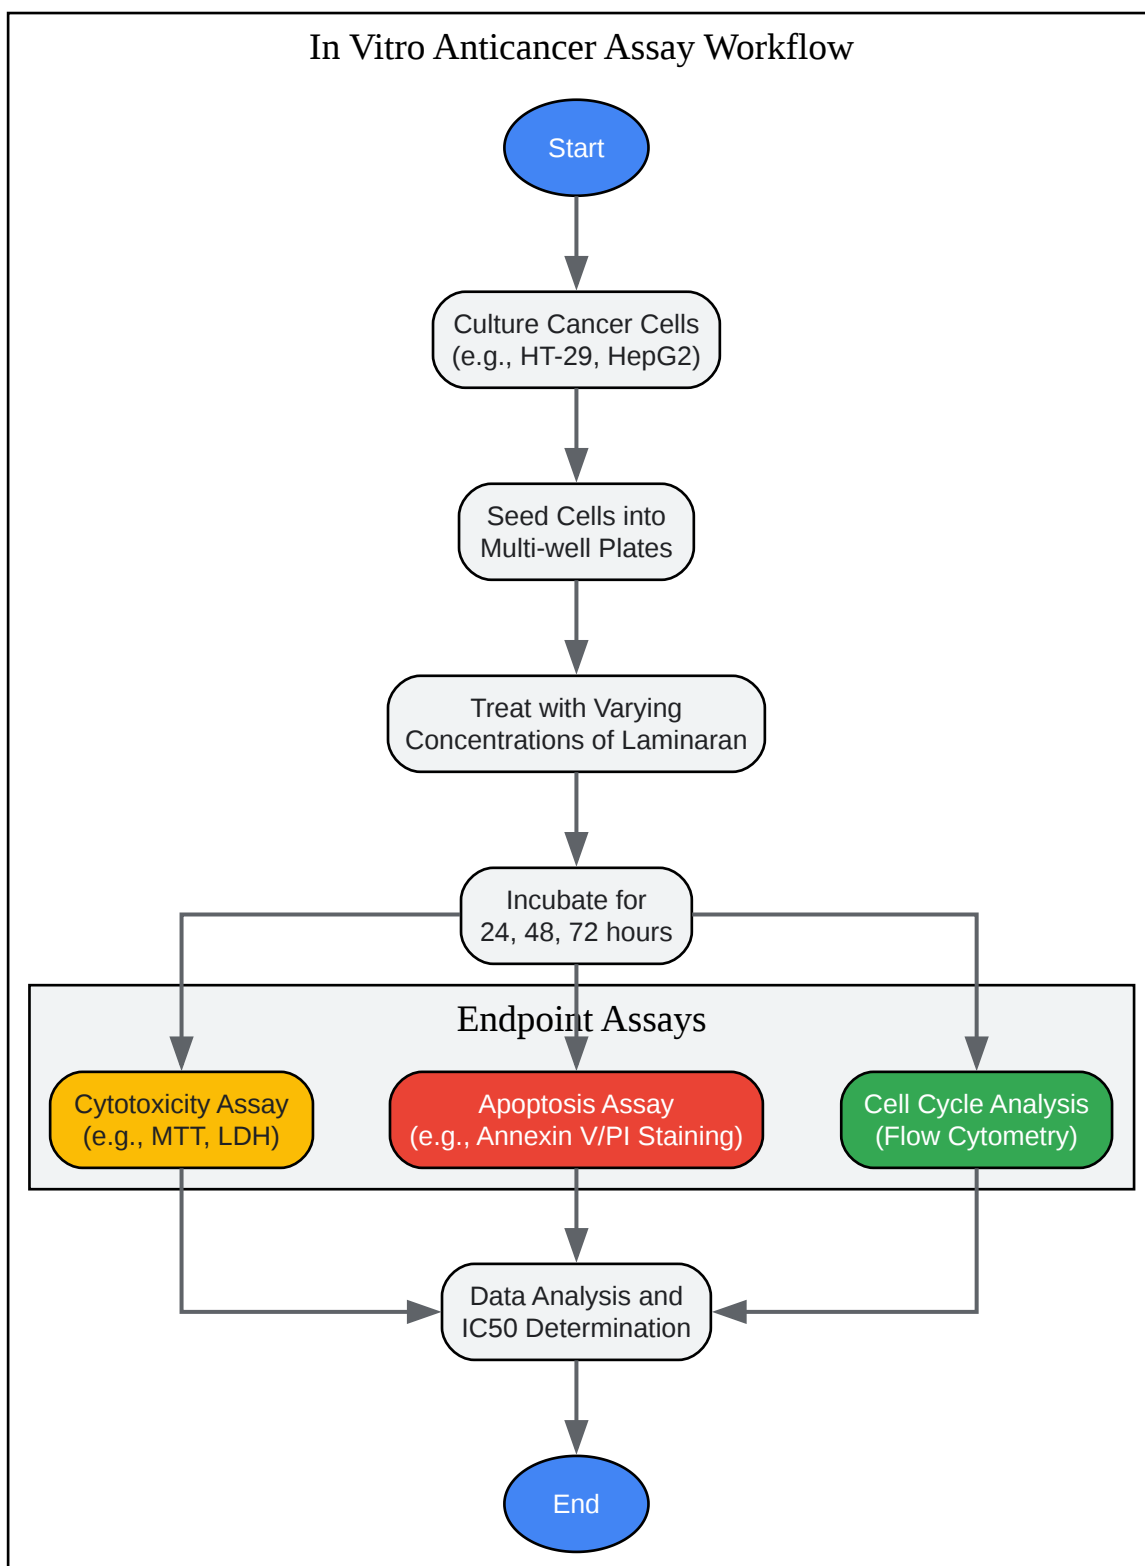 In Vitro Anticancer Assay Workflow
Start
Culture Cancer Cells
(e.g., HT-29, HepG2)
Seed Cells into
Multi-well Plates
Treat with Varying
Concentrations of Laminaran
Incubate for
24, 48, 72 hours
Endpoint Assays
Cytotoxicity Assay
(e.g., MTT, LDH)
Apoptosis Assay
(e.g., Annexin V/PI Staining)
Cell Cycle Analysis
(Flow Cytometry)
Data Analysis and
IC50 Determination
End